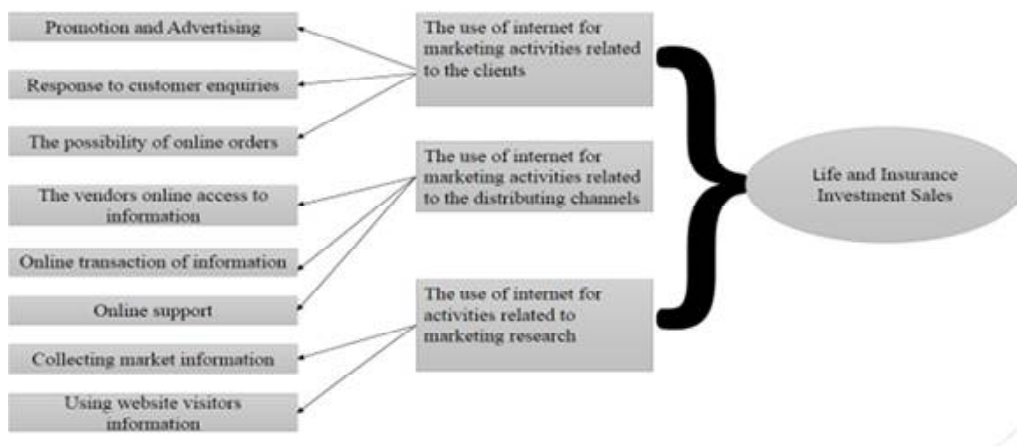 Promotion and Advertising
Response to customer enquiries
The possibility of online orders
The vendors online access to
information
Online transaction of information
Online support
Collecting market information
Using website visitors
information
The use of internet for
marketing activities related
to the clients
The use of internet for
marketing activities related
to the distributing channels
The use of internet for
activities related to
marketing research
Life and Insurance
Investment Sales